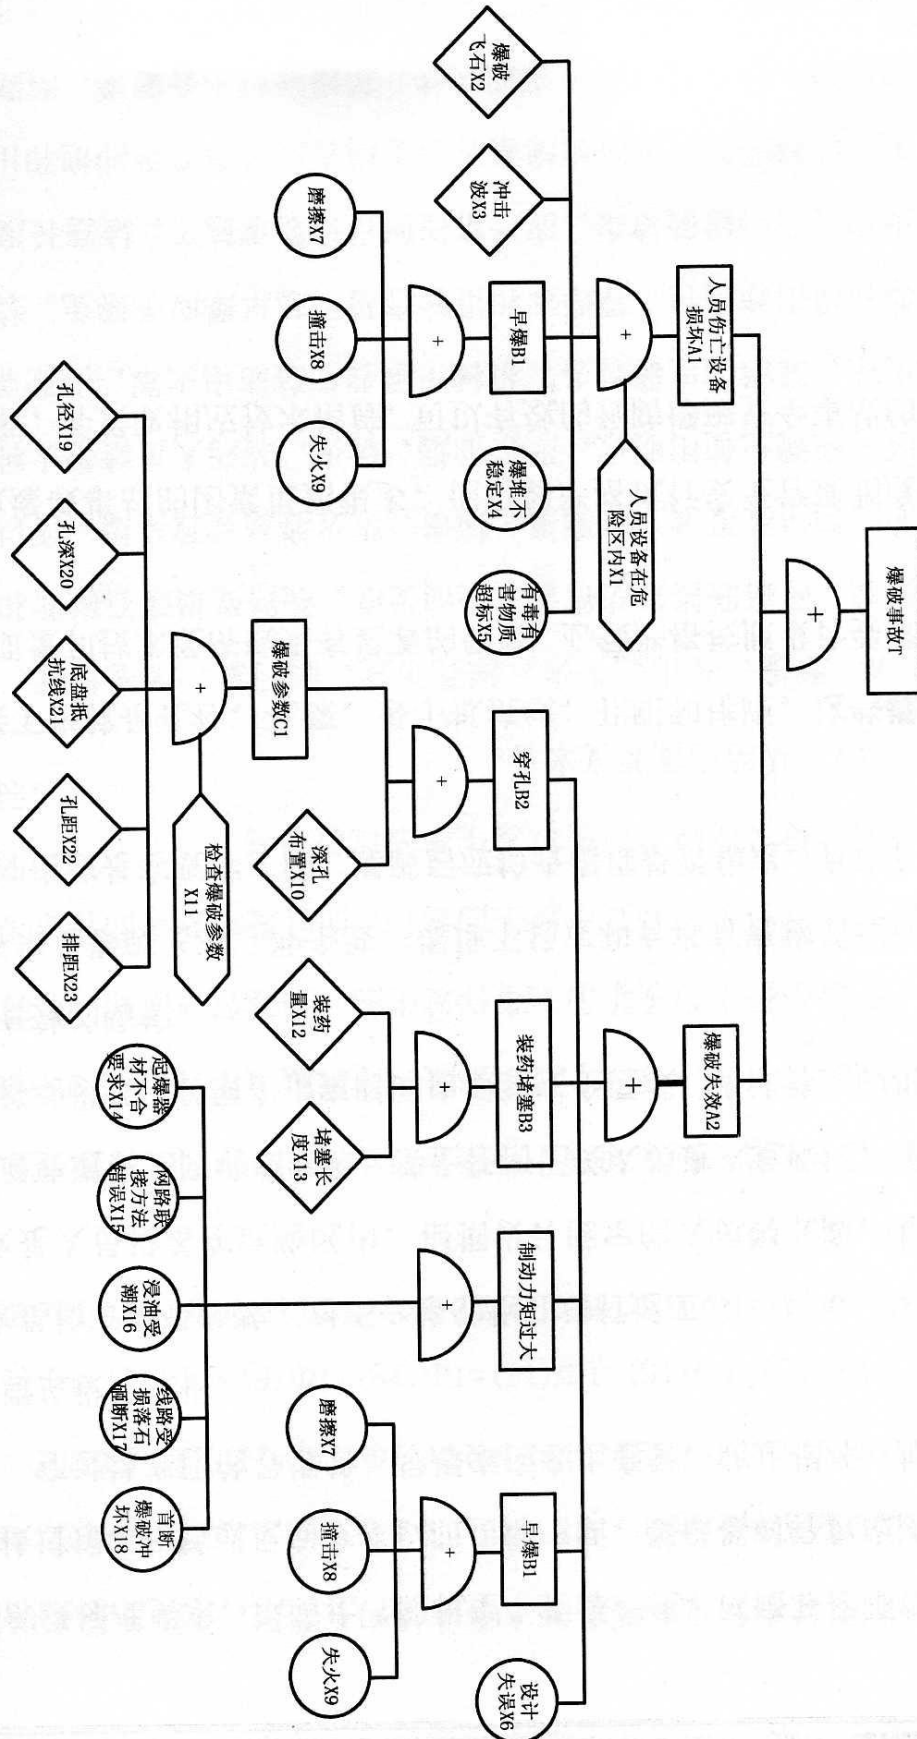 爆破事故T
+
人员伤亡设备
损坏A1
爆破失效A2
+
人员设备在危
险区内X1
+
爆破
飞石X2
冲击
波X3
早爆B1
爆堆不
稳定X4
有毒有
害物质
超标X5
穿孔B2
装药堵塞B3
制动力矩过大
早爆B1
设计
失误X6
+
磨擦X7
撞击X8
失火X9
+
爆破参数C1
深孔
布置X10
+
装药
量X12
堵塞长
度X13
+
起爆器
材不合
要求X14
网路联
接方法
错误X15
浸油受
潮X16
线路受
损落石
砸断X17
首断
爆破冲
坏X18
+
磨擦X7
撞击X8
失火X9
+
检查爆破参数
X11
孔径X19
孔深X20
底盘抵
抗线X21
孔距X22
排距X23